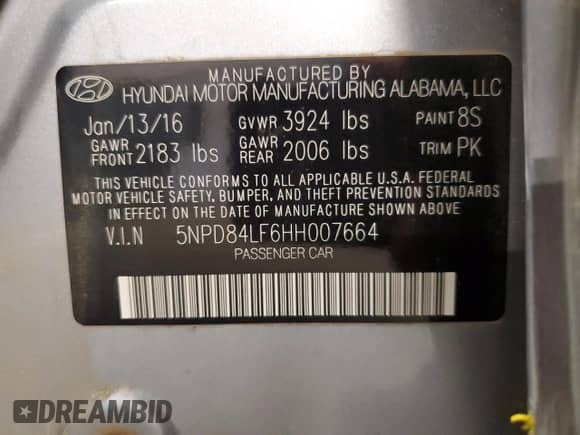 MANUFACTURED BY
HYUNDAI MOTOR MANUFACTURING ALABAMA, LLC
Jan/13/16 GVWR 3924 lbs PAINT 8S
GAWR FRONT 2183 lbs GAWR REAR 2006 lbs TRIM PK
THIS VEHICLE CONFORMS TO ALL APPLICABLE U.S.A. FEDERAL
MOTOR VEHICLE SAFETY, BUMPER, AND THEFT PREVENTION STANDARDS
IN EFFECT ON THE DATE OF MANUFACTURE SHOWN ABOVE.
V.I.N 5NPD84LF6HH007664
PASSENGER CAR
DREAMBID